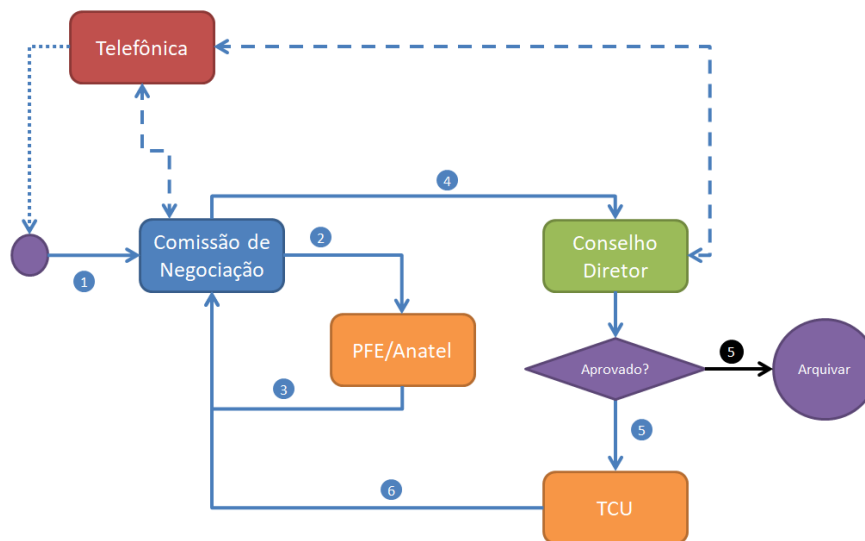 Telefônica
4
Comissão de
Negociação
2
Conselho
Diretor
1
PFE/Anatel
5
Aprovado?
Arquivar
3
5
6
TCU